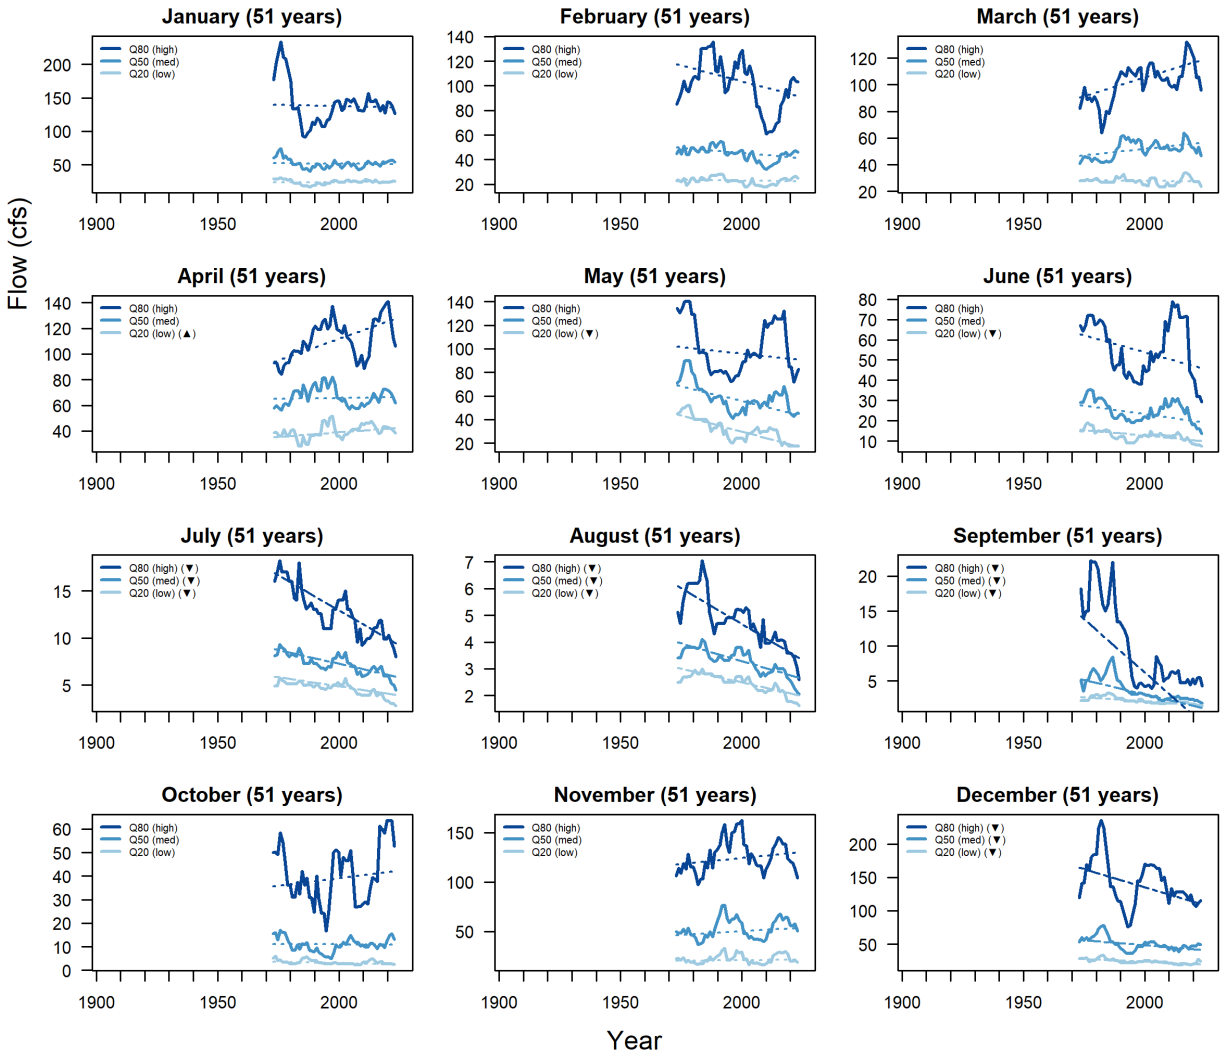 January (51 years)
Q80 (high)
Q50 (med)
Q20 (low)
200
150
100
50
1900 1950 2000
February (51 years)
Q80 (high)
Q50 (med)
Q20 (low)
140
120
100
80
60
40
20
1900 1950 2000
March (51 years)
Q80 (high)
Q50 (med)
Q20 (low)
120
100
80
60
40
20
1900 1950 2000
Flow (cfs)
April (51 years)
Q80 (high)
Q50 (med)
Q20 (low) (▲)
140
120
100
80
60
40
1900 1950 2000
May (51 years)
Q80 (high)
Q50 (med)
Q20 (low) (▼)
140
120
100
80
60
40
20
1900 1950 2000
June (51 years)
Q80 (high)
Q50 (med)
Q20 (low) (▼)
80
70
60
50
40
30
20
10
1900 1950 2000
July (51 years)
Q80 (high) (▼)
Q50 (med) (▼)
Q20 (low) (▼)
15
10
5
1900 1950 2000
August (51 years)
Q80 (high) (▼)
Q50 (med) (▼)
Q20 (low) (▼)
7
6
5
4
3
2
1900 1950 2000
September (51 years)
Q80 (high) (▼)
Q50 (med) (▼)
Q20 (low) (▼)
20
15
10
5
1900 1950 2000
October (51 years)
Q80 (high)
Q50 (med)
Q20 (low)
60
50
40
30
20
10
0
1900 1950 2000
November (51 years)
Q80 (high)
Q50 (med)
Q20 (low)
150
100
50
1900 1950 2000
December (51 years)
Q80 (high) (▼)
Q50 (med) (▼)
Q20 (low) (▼)
200
150
100
50
1900 1950 2000
Year